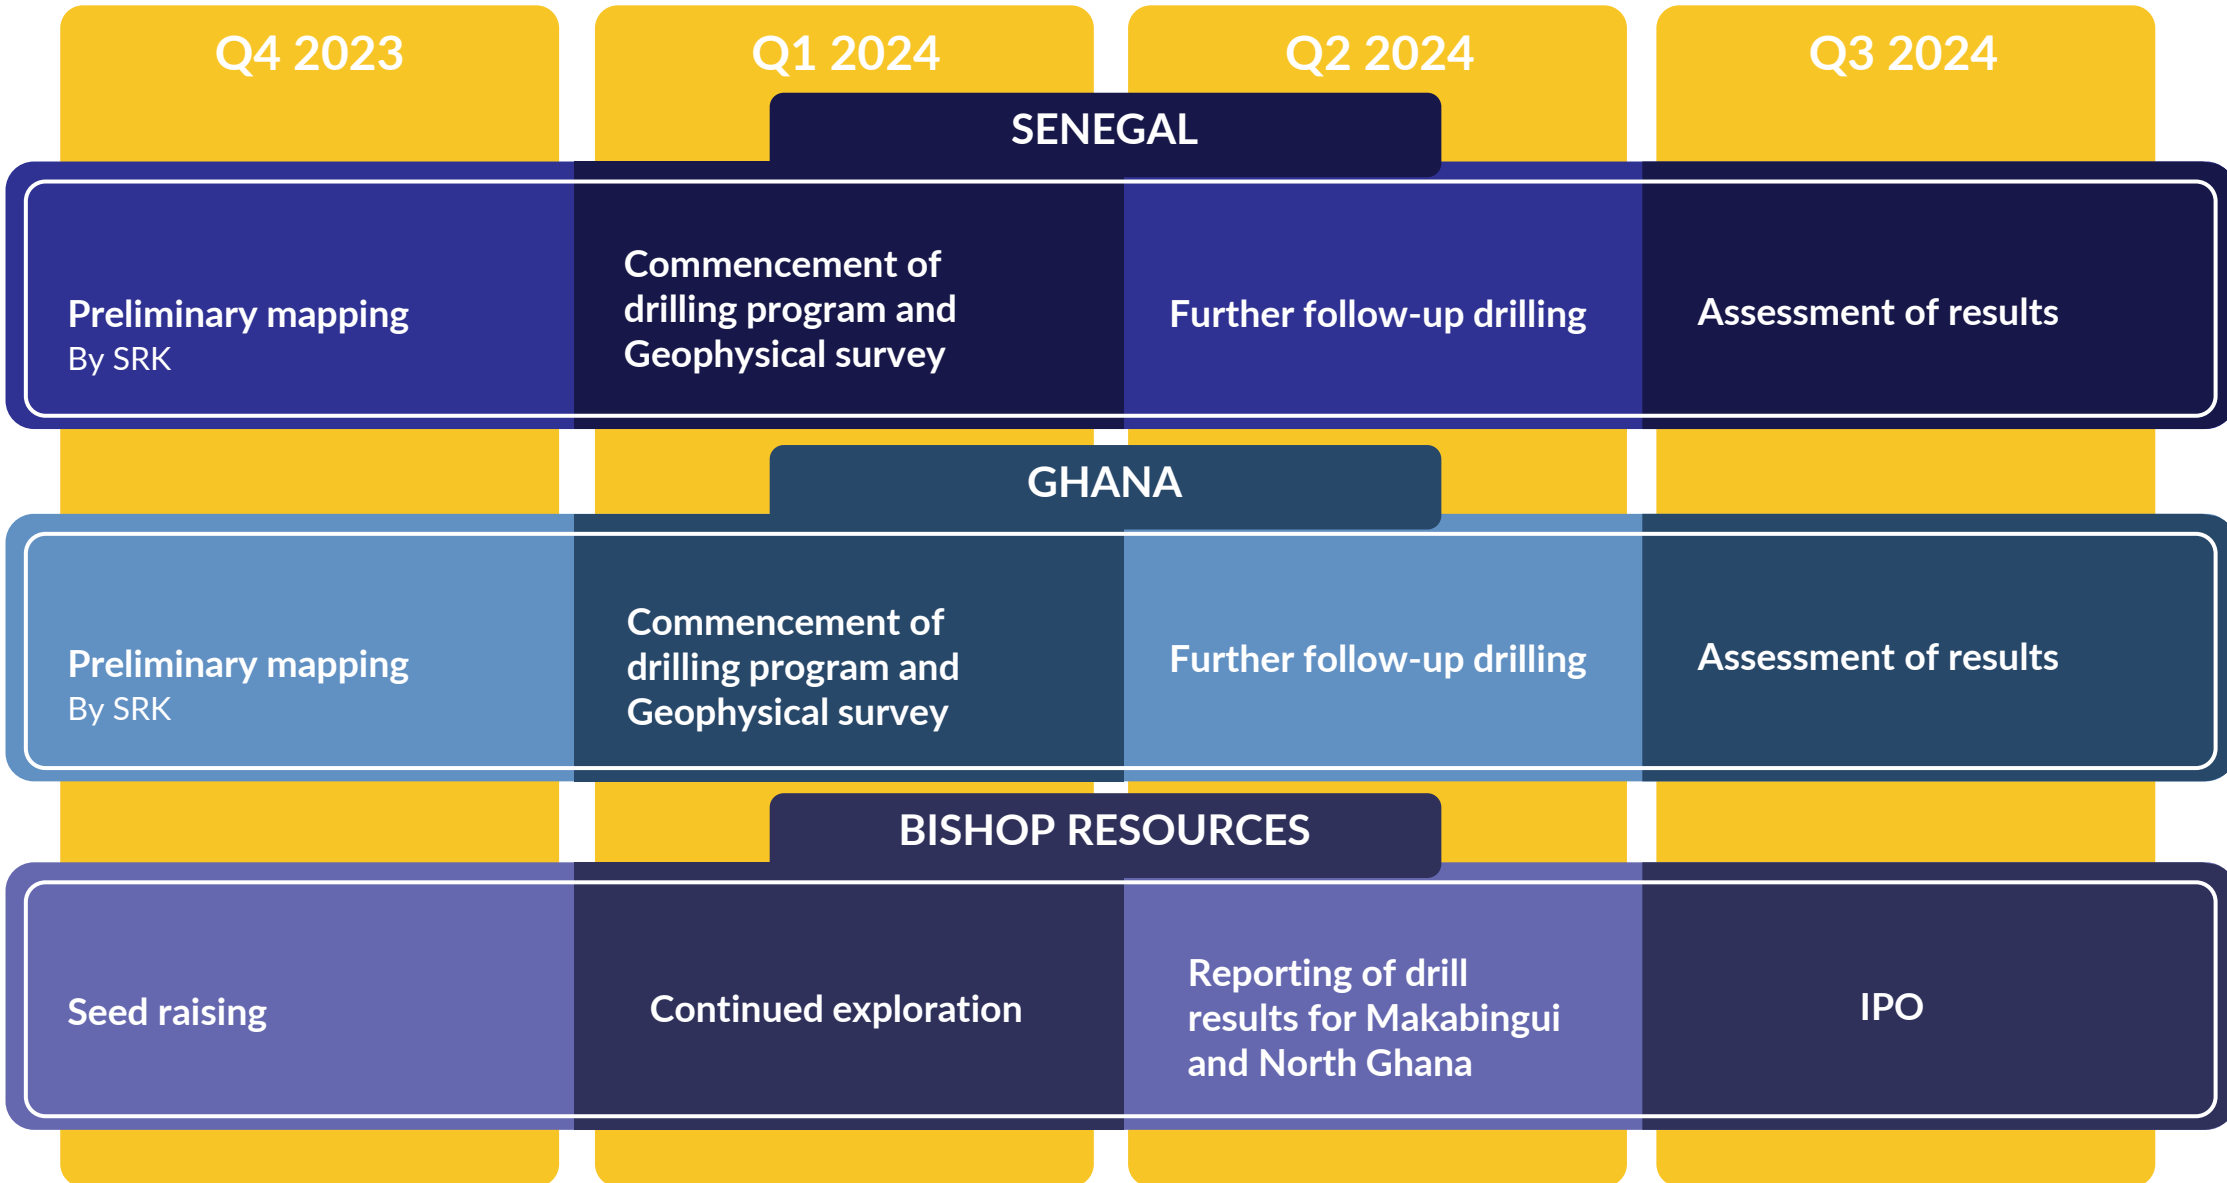 Q4 2023
Q1 2024
Q2 2024
Q3 2024
SENEGAL
Preliminary mapping
By SRK
Commencement of
drilling program and
Geophysical survey
Further follow-up drilling
Assessment of results
GHANA
Preliminary mapping
By SRK
Commencement of
drilling program and
Geophysical survey
Further follow-up drilling
Assessment of results
BISHOP RESOURCES
Seed raising
Continued exploration
Reporting of drill
results for Makabingui
and North Ghana
IPO